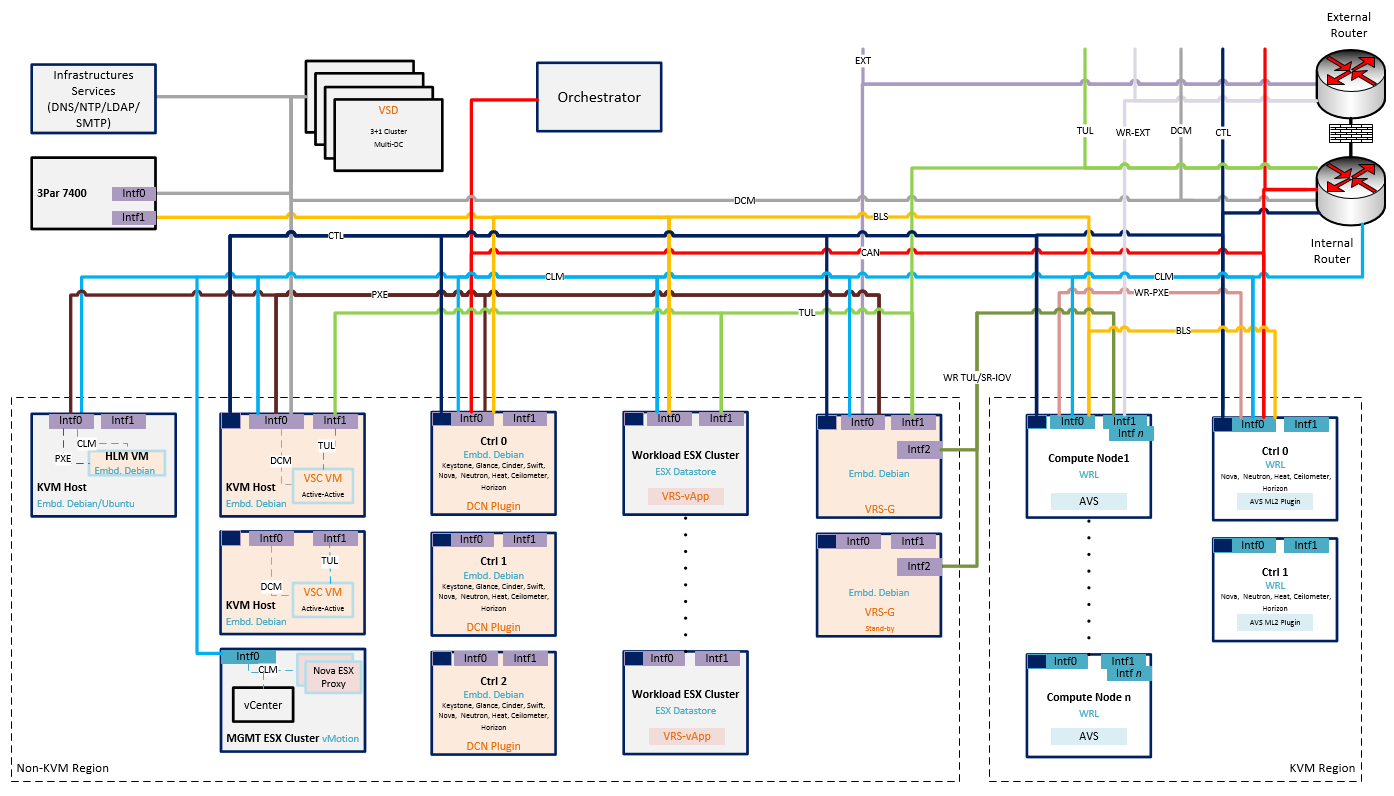 External
Router
EXT
Infrastructures
Services
(DNS/NTP/LDAP/
SMTP)
VSD
3+1 Cluster
Multi-DC
Orchestrator
TUL
WR-EXT
DCM
CTL
3Par 7400
Intf0
Intf1
DCM
BLS
CTL
CAN
Internal
Router
CLM
CLM
PXE
WR-PXE
TUL
BLS
WR TUL/SR-IOV
Intf0
Intf1
CLM
PXE
HLM VM
Embd. Debian
KVM Host
Embd. Debian/Ubuntu
Intf0
Intf1
TUL
DCM
VSC VM
Active-Active
KVM Host
Embd. Debian
Intf0
Intf1
TUL
DCM
VSC VM
Active-Active
KVM Host
Embd. Debian
Intf0
CLM
Nova ESX
Proxy
vCenter
MGMT ESX Cluster vMotion
Intf0
Intf1
Ctrl 0
Embd. Debian
Keystone, Glance, Cinder, Swift,
Nova, Neutron, Heat, Ceilometer,
Horizon
DCN Plugin
Intf0
Intf1
Ctrl 1
Embd. Debian
Keystone, Glance, Cinder, Swift,
Nova, Neutron, Heat, Ceilometer,
Horizon
DCN Plugin
Intf0
Intf1
Ctrl 2
Embd. Debian
Keystone, Glance, Cinder, Swift,
Nova, Neutron, Heat, Ceilometer,
Horizon
DCN Plugin
Intf0
Intf1
Workload ESX Cluster
ESX Datastore
VRS-vApp
Intf0
Intf1
Workload ESX Cluster
ESX Datastore
VRS-vApp
Intf0
Intf1
Intf2
Embd. Debian
VRS-G
Intf0
Intf1
Intf2
Embd. Debian
VRS-G
Stand-by
Non-KVM Region
Intf0
Intf1
Intf n
Compute Node1
WRL
AVS
Intf0
Intf1
Intf n
Compute Node n
WRL
AVS
Intf0
Intf1
Ctrl 0
WRL
Nova, Neutron, Heat, Ceilometer,
Horizon
AVS ML2 Plugin
Intf0
Intf1
Ctrl 1
WRL
Nova, Neutron, Heat, Ceilometer,
Horizon
AVS ML2 Plugin
KVM Region